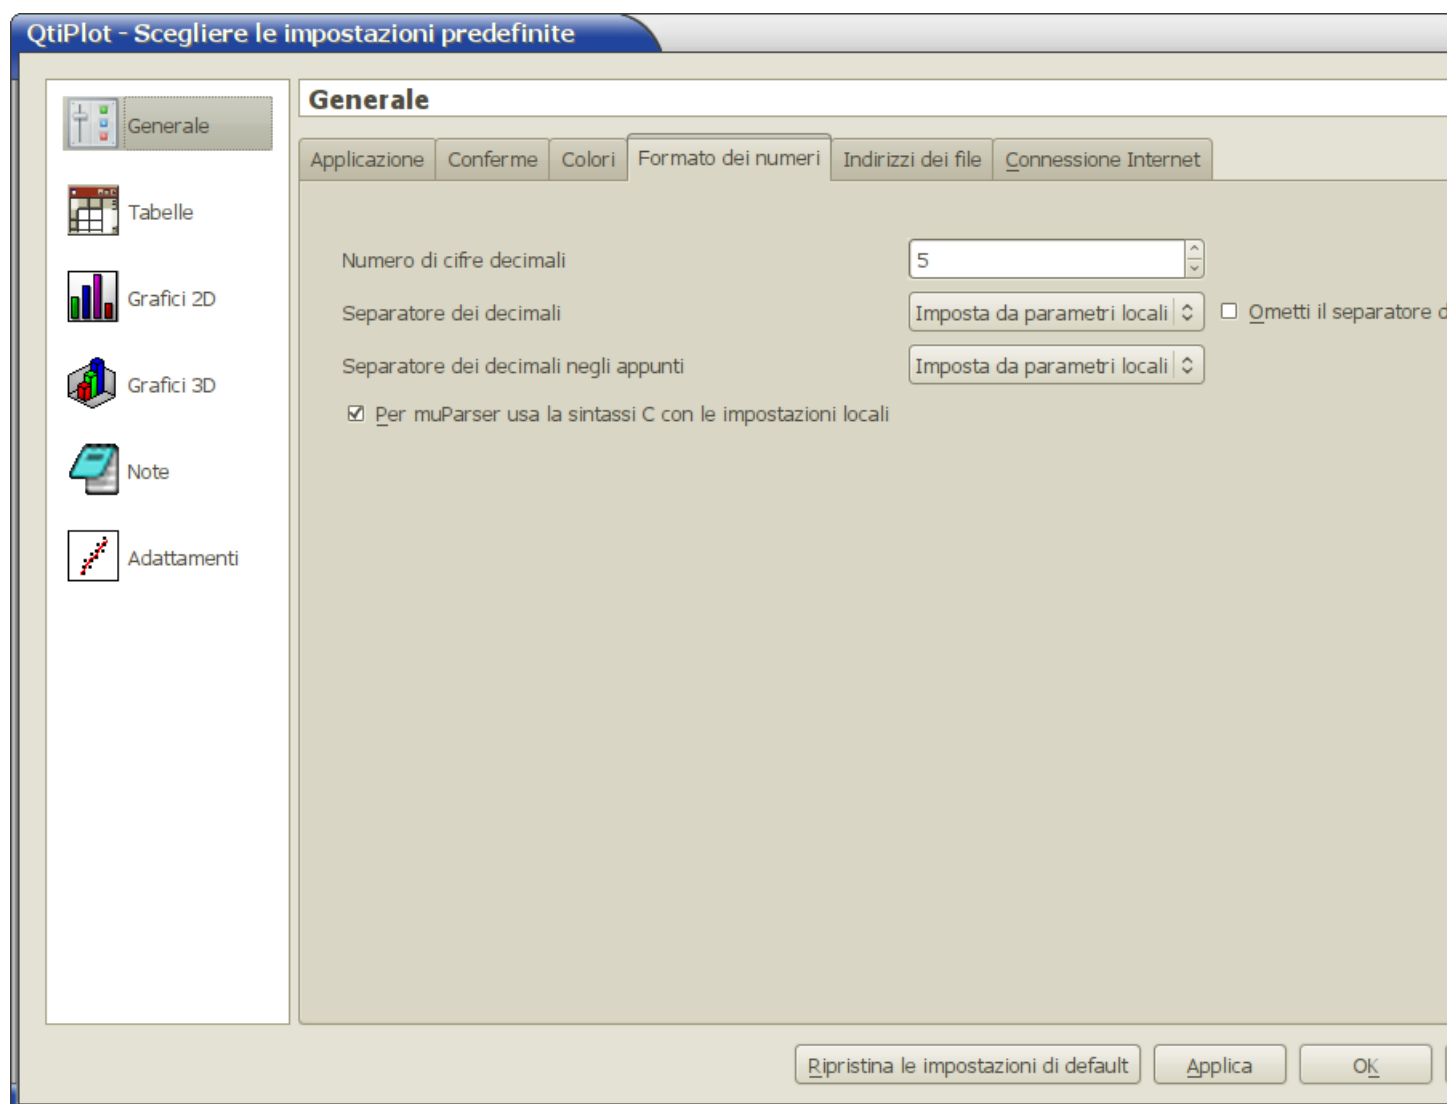 QtiPlot - Scegliere le impostazioni predefinite
Generale
Tabelle
Grafici 2D
Grafici 3D
Note
Adattamenti
Generale
Applicazione Conferme Colori Formato dei numeri Indirizzi dei file Connessione Internet
Numero di cifre decimali 5
Separatore dei decimali Imposta da parametri locali Ometti il separatore
Separatore dei decimali negli appunti Imposta da parametri locali
Per muParser usa la sintassi C con le impostazioni locali
Ripristina le impostazioni di default Applica OK